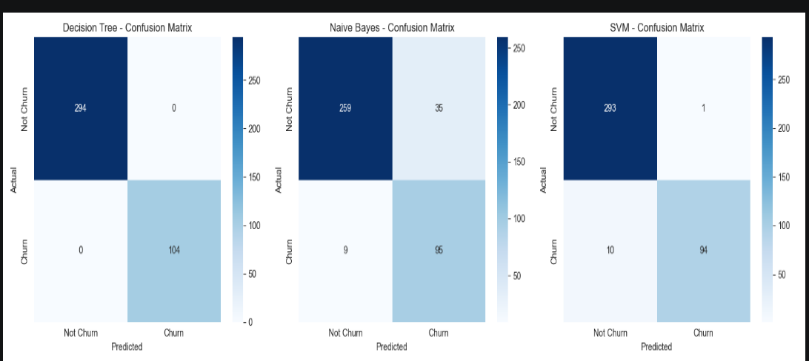 Decision Tree - Confusion Matrix
Actual
Not Churn
Churn
294
0
0
104
Not Churn
Churn
Predicted
250
200
150
100
50
0
Naive Bayes - Confusion Matrix
Actual
Not Churn
Churn
259
35
9
95
Not Churn
Churn
Predicted
250
200
150
100
50
SVM - Confusion Matrix
Actual
Not Churn
Churn
293
1
10
94
Not Churn
Churn
Predicted
250
200
150
100
50